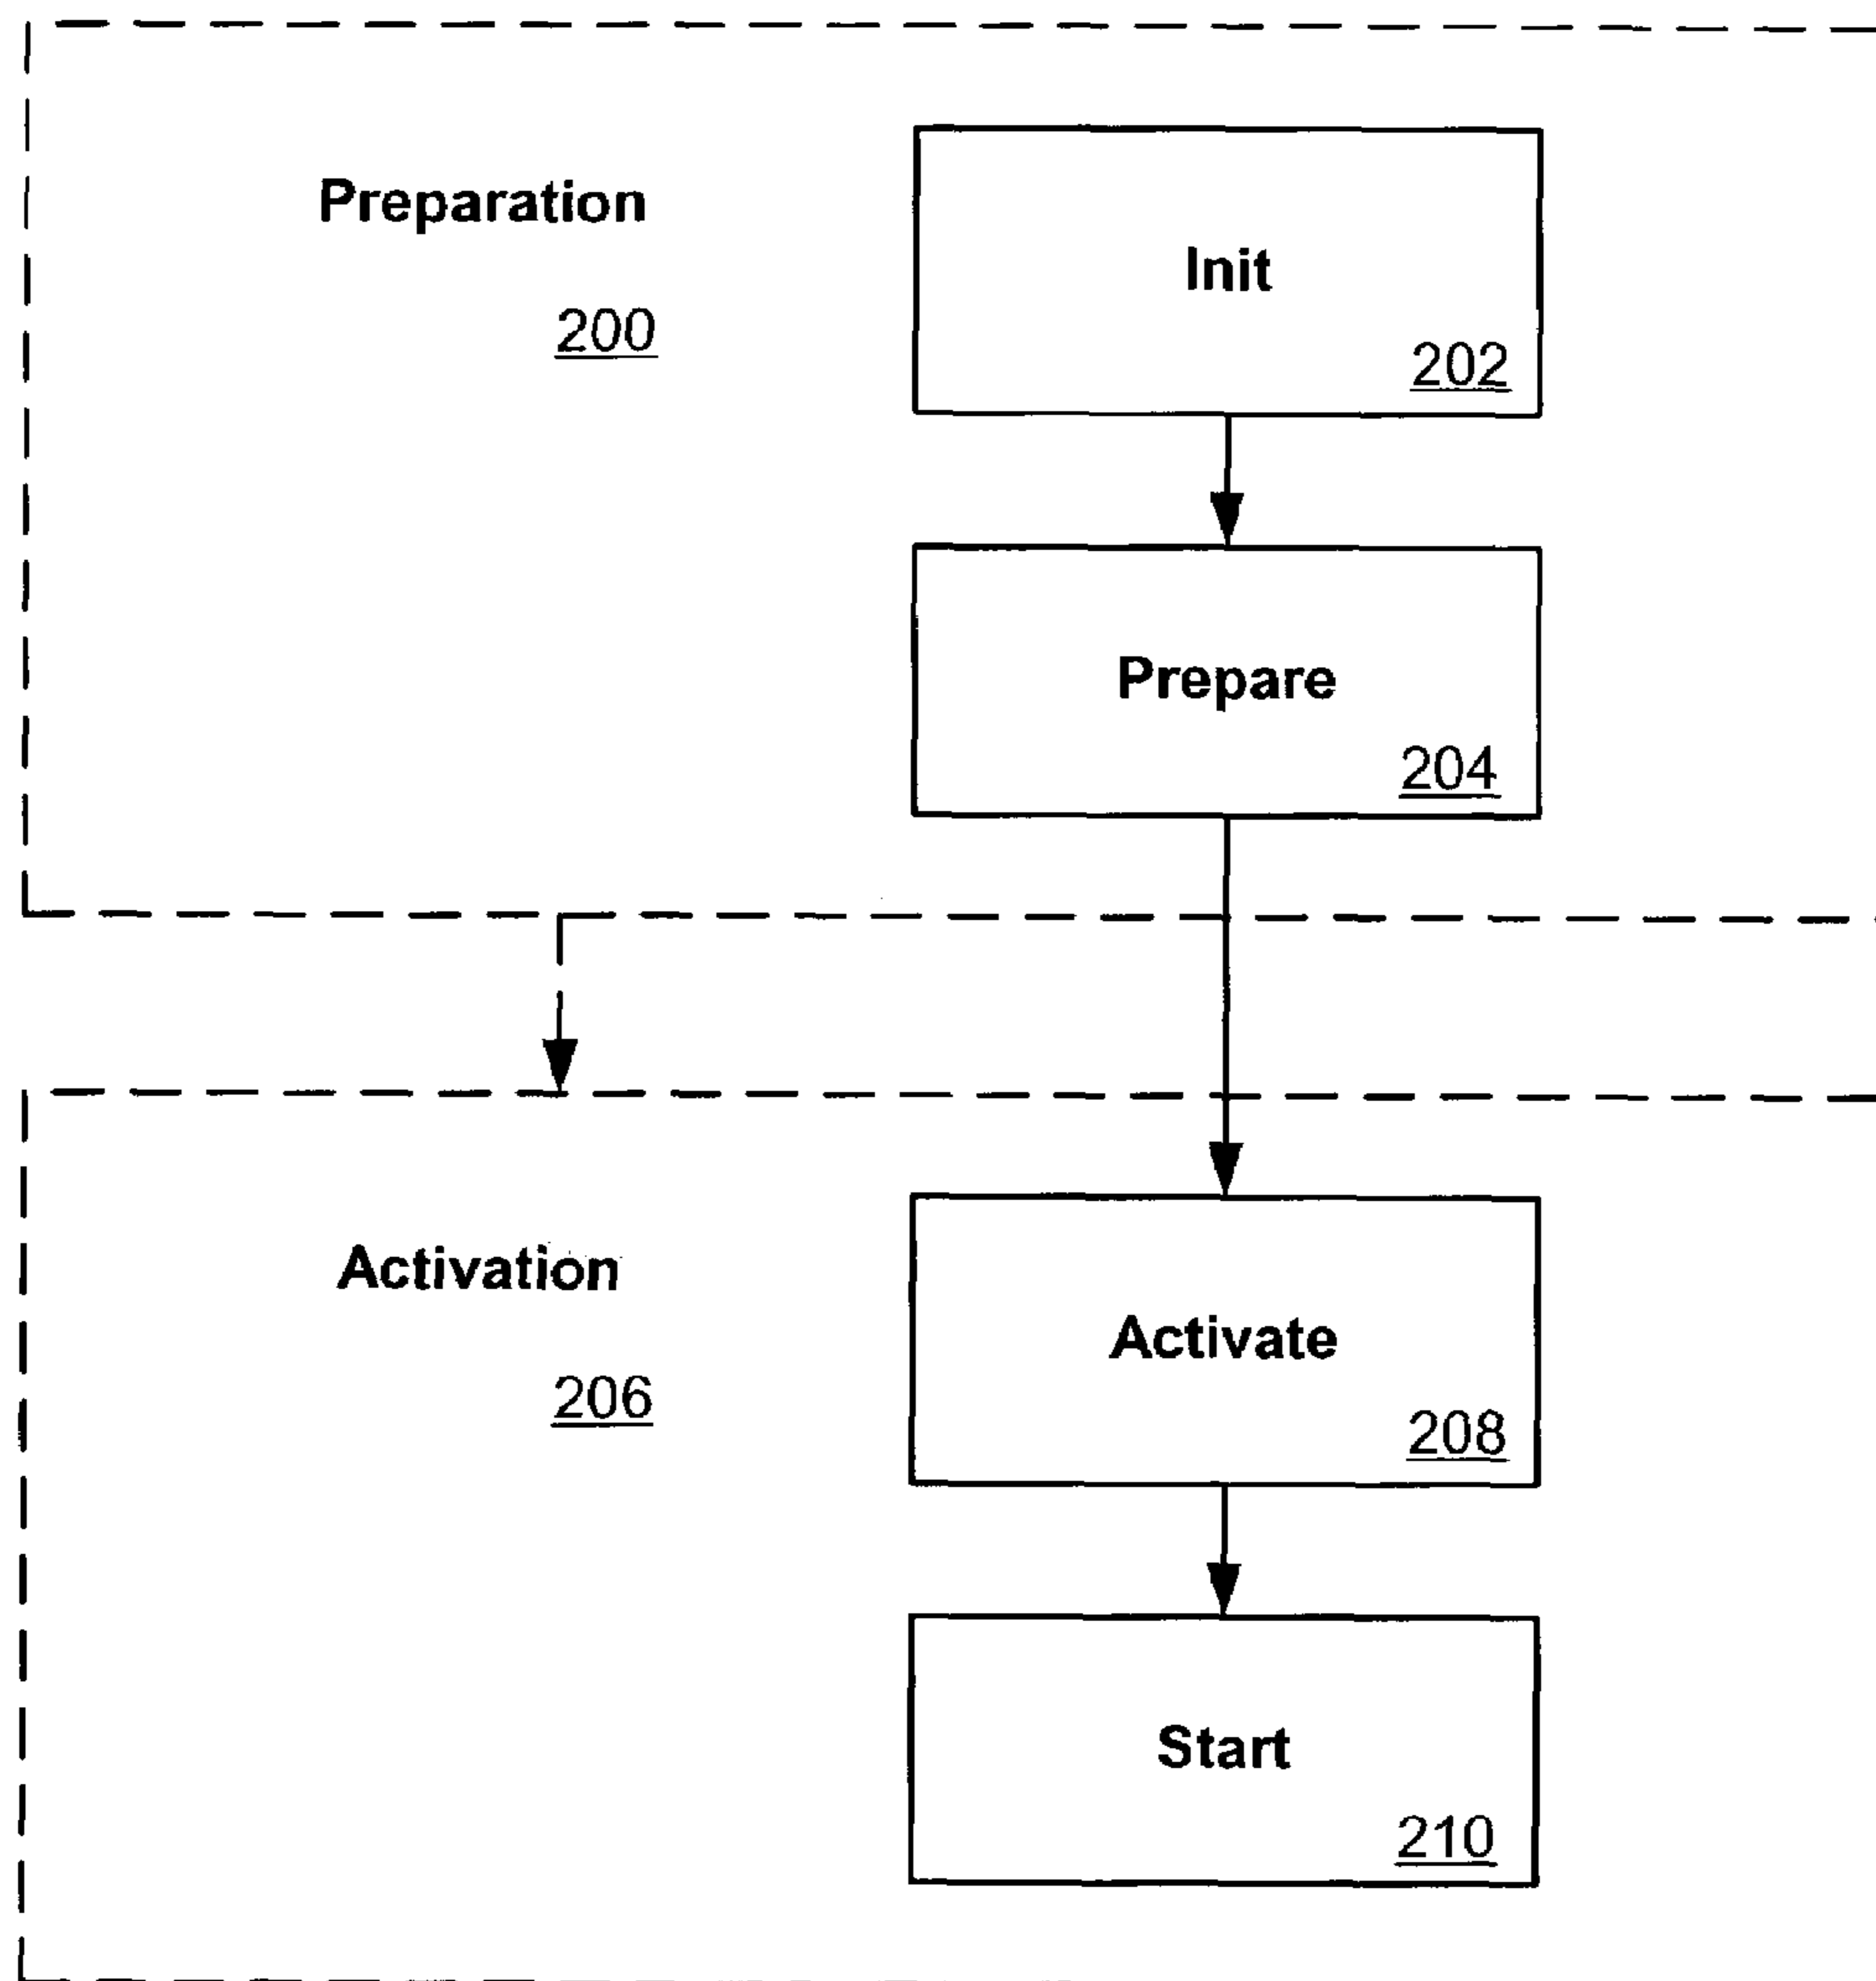 Preparation
200
Init
202
Prepare
204
Activation
206
Activate
208
Start
210